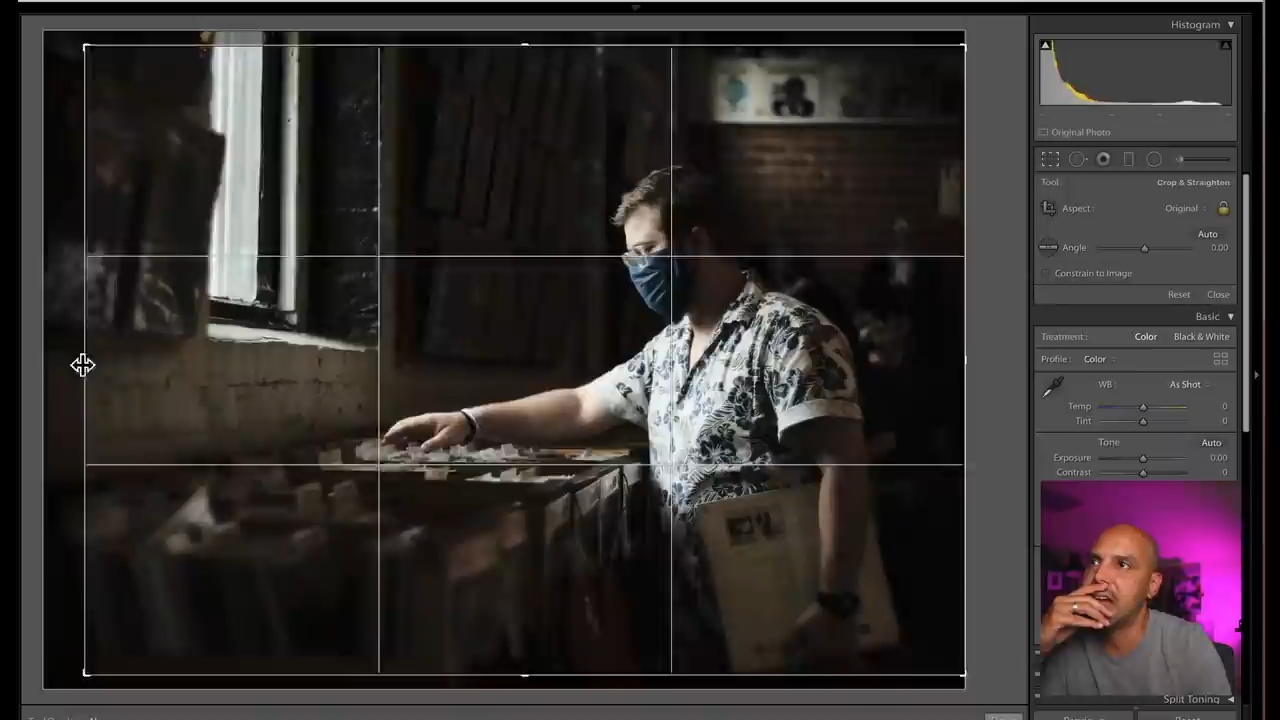 Histogram
Original Photo
Tool
Crop & Straighten
Aspect:
Original
Auto
Angle
0.00
Constrain to Image
Reset
Close
Basic
Treatment:
Color
Black & White
Profile:
Color
WB:
As Shot
Temp
0
Tint
0
Tone
Auto
Exposure
0.00
Contrast
0
Split Toning